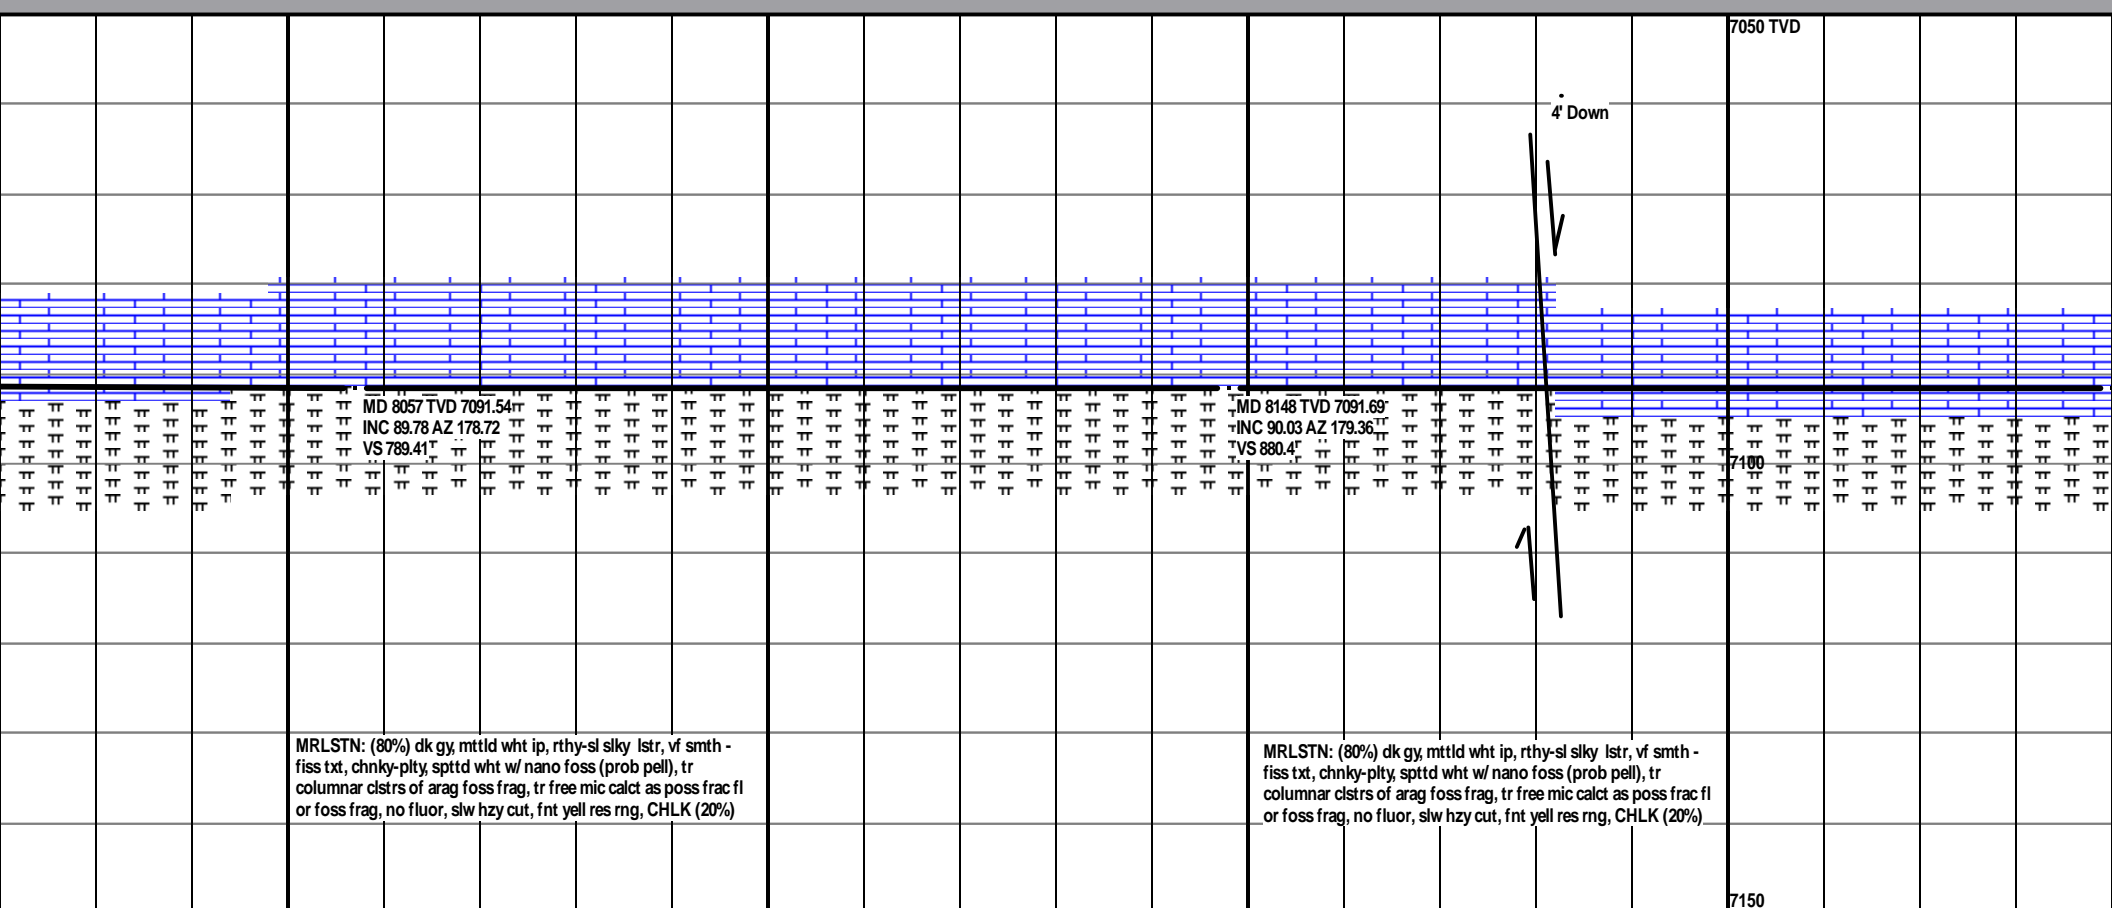 7050 TVD
4' Down
MD 8057 TVD 7091.54
INC 89.78 AZ 178.72
VS 789.41
MD 8148 TVD 7091.69
INC 90.03 AZ 179.36
VS 880.4
7100
MRLSTN: (80%) dk gy, mttld wht ip, rthy-sl slky lstr, vf smth -
fiss txt, chnky-plty, spttd wht w/ nano foss (prob pell), tr
columnar clstrs of arag foss frag, tr free mic calct as poss frac fl
or foss frag, no fluor, slw hzy cut, fnt yell res rng, CHLK (20%)
MRLSTN: (80%) dk gy, mttld wht ip, rthy-sl slky lstr, vf smth -
fiss txt, chnky-plty, spttd wht w/ nano foss (prob pell), tr
columnar clstrs of arag foss frag, tr free mic calct as poss frac fl
or foss frag, no fluor, slw hzy cut, fnt yell res rng, CHLK (20%)
7150